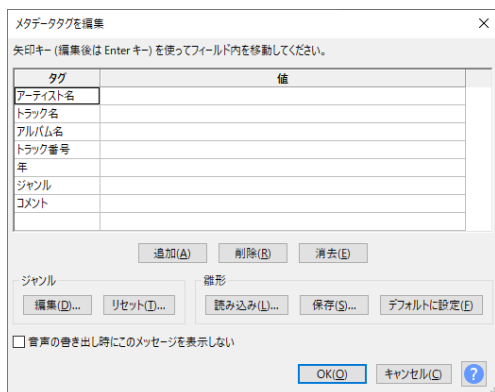 メタデータタグを編集
矢印キー (編集後は Enter キー) を使ってフィールド内を移動してください。
タグ 値
アーティスト名
トラック名
アルバム名
トラック番号
年
ジャンル
コメント
追加(A) 削除(R) 消去(E)
ジャンル 雛形
編集(D)... リセット(T)... 読み込み(L)... 保存(S)... デフォルトに設定(F)
音声の書き出し時にこのメッセージを表示しない
OK(O) キャンセル(C) ?